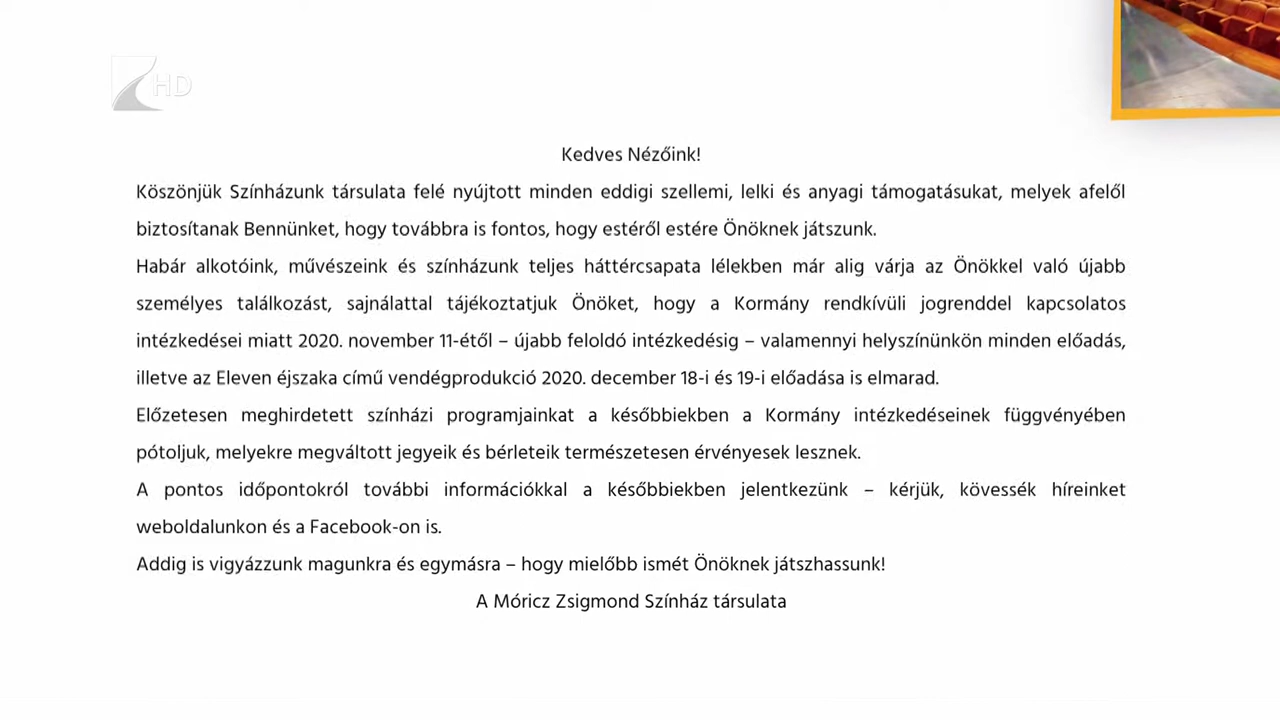 HD
Kedves Nézőink!
Köszönjük Színházunk társulata felé nyújtott minden eddigi szellemi, lelki és anyagi támogatásukat, melyek afelől
biztosítanak Bennünket, hogy továbbra is fontos, hogy estéről estére Önöknek játszunk.
Habár alkotóink, művészeink és színházunk teljes háttércsapata lélekben már alig várja az Önökkel való újabb
személyes találkozást, sajnálattal tájékoztatjuk Önöket, hogy a Kormány rendkívüli jogrenddel kapcsolatos
intézkedései miatt 2020. november 11-étől – újabb feloldó intézkedésig – valamennyi helyszínünkön minden előadás,
illetve az Eleven éjszaka című vendégprodukció 2020. december 18-i és 19-i előadása is elmarad.
Előzetesen meghirdetett színházi programjainkat a későbbiekben a Kormány intézkedéseinek függvényében
pótoljuk, melyekre megváltott jegyeik és bérleteik természetesen érvényesek lesznek.
A pontos időpontokról további információkkal a későbbiekben jelentkezünk – kérjük, kövessék híreinket
weboldalunkon és a Facebook-on is.
Addig is vigyázzunk magunkra és egymásra – hogy mielőbb ismét Önöknek játszhassunk!
A Móricz Zsigmond Színház társulata